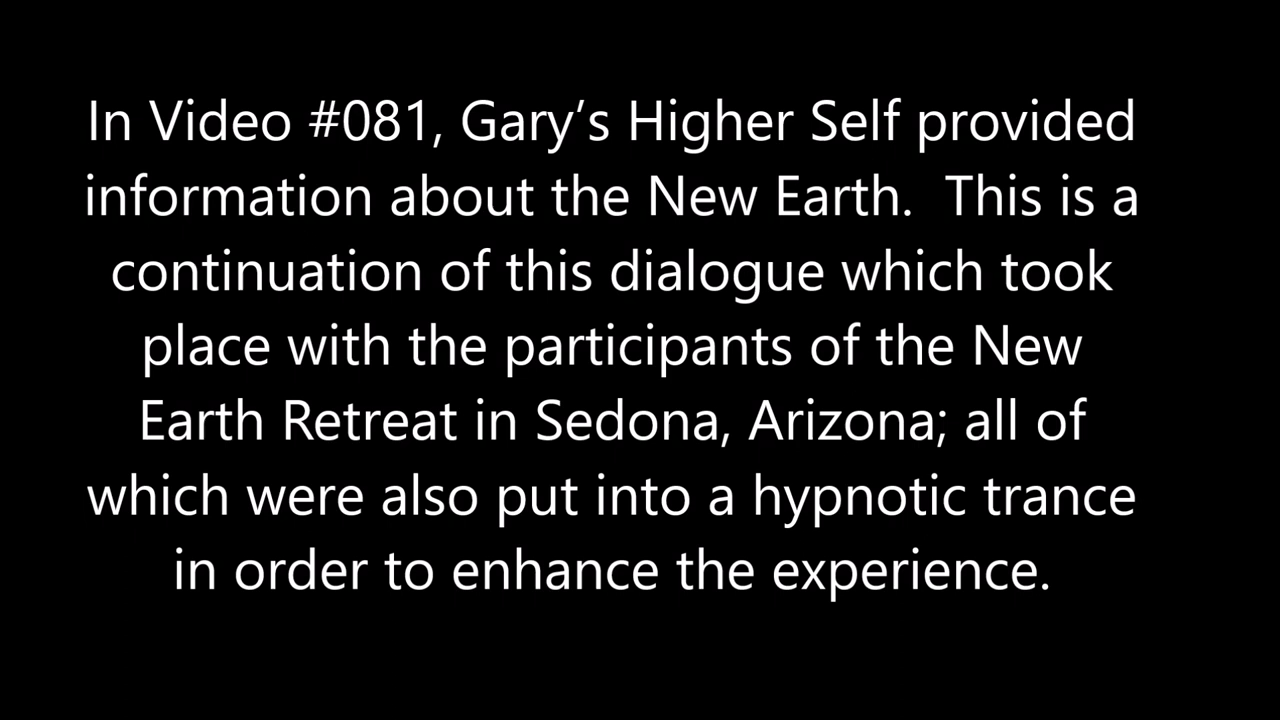 In Video #081, Gary’s Higher Self provided
information about the New Earth.  This is a
continuation of this dialogue which took
place with the participants of the New
Earth Retreat in Sedona, Arizona; all of
which were also put into a hypnotic trance
in order to enhance the experience.